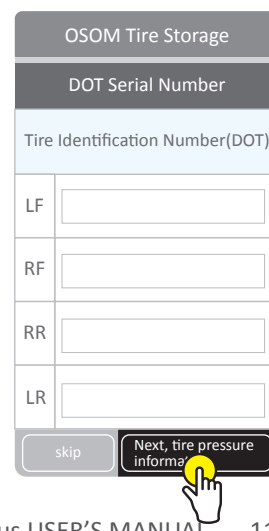 OSOM Tire Storage
DOT Serial Number
Tire Identification Number(DOT)
LF
RF
RR
LR
skip
Next, tire pressure
USER'S MANUAL